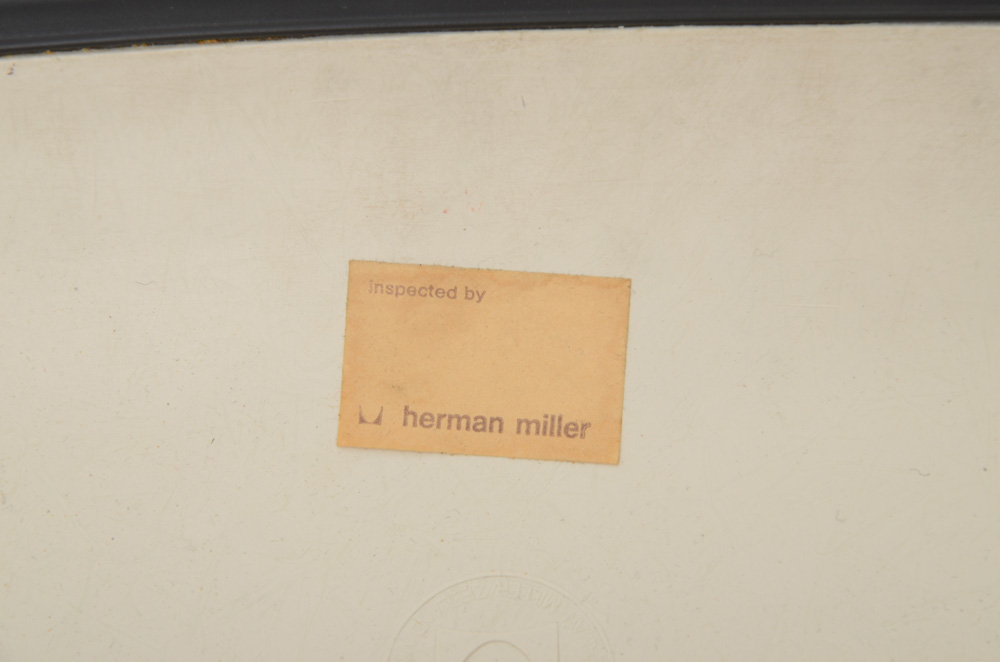 inspected by
herman miller